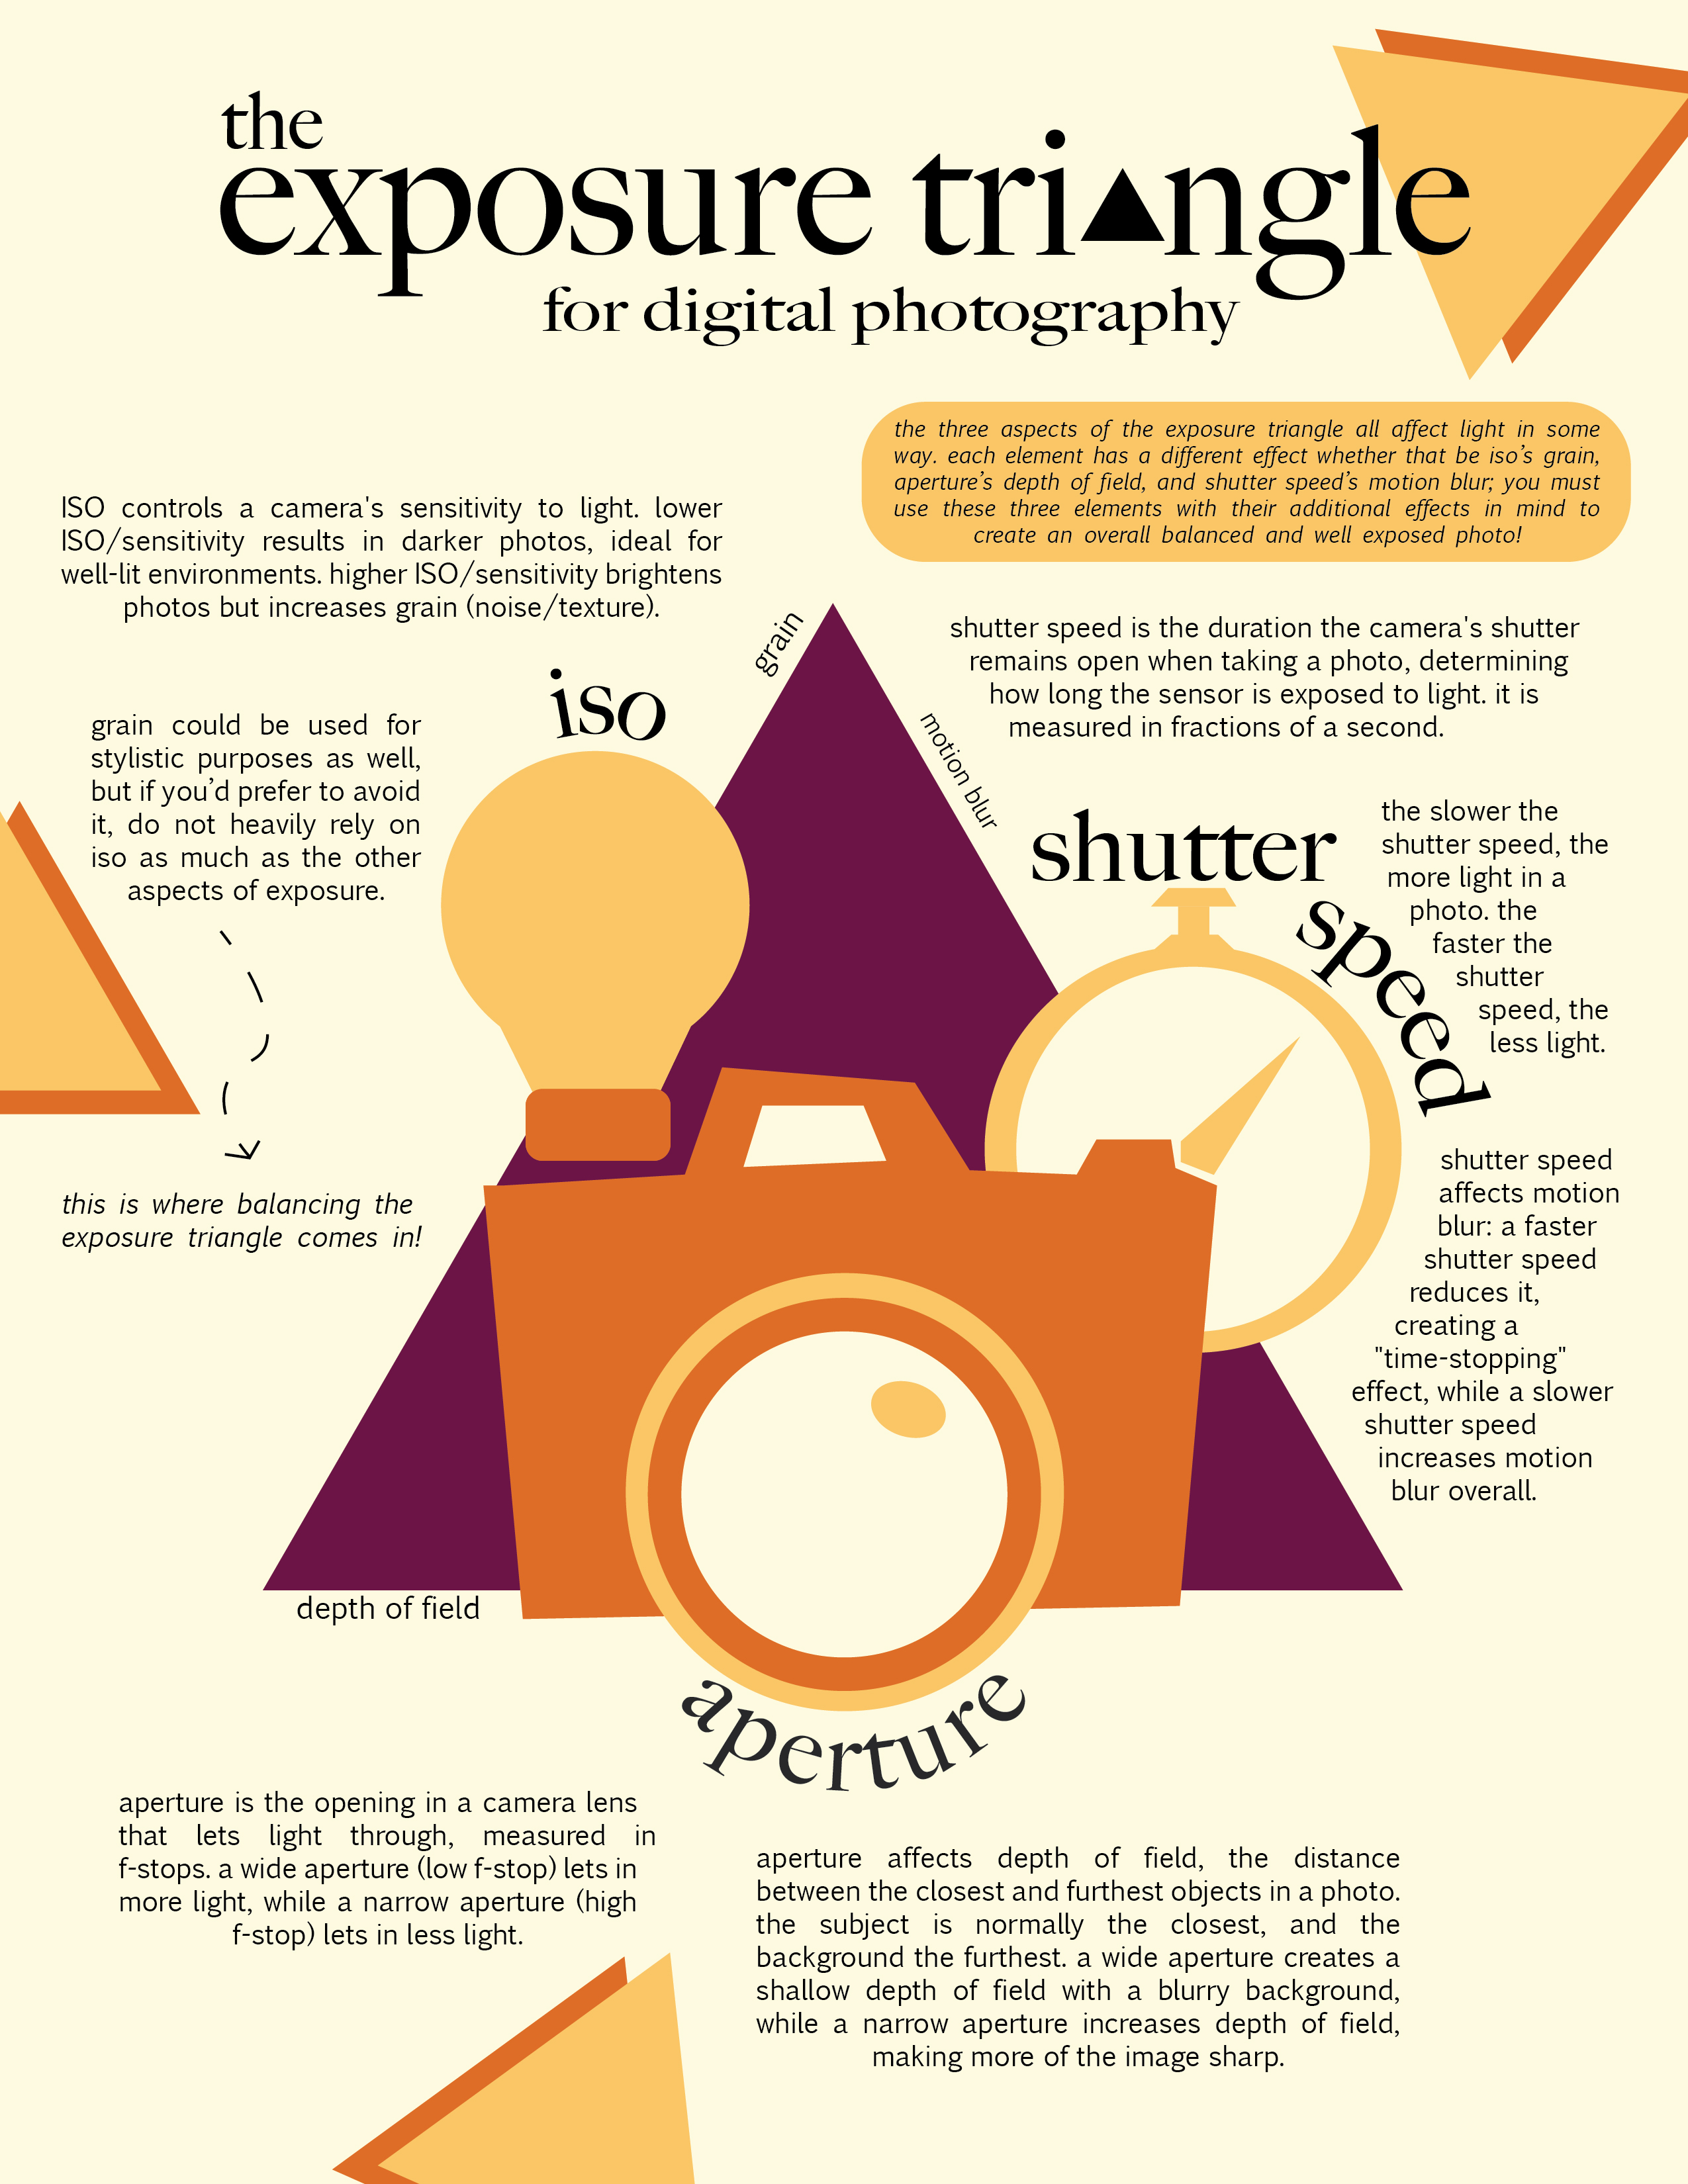 the
exposure tri▲ngle
for digital photography
the three aspects of the exposure triangle all affect light in some
way. each element has a different effect whether that be iso’s grain,
aperture’s depth of field, and shutter speed’s motion blur; you must
use these three elements with their additional effects in mind to
create an overall balanced and well exposed photo!
ISO controls a camera's sensitivity to light. lower
ISO/sensitivity results in darker photos, ideal for
well-lit environments. higher ISO/sensitivity brightens
photos but increases grain (noise/texture).
iso
grain
grain could be used for
stylistic purposes as well,
but if you’d prefer to avoid
it, do not heavily rely on
iso as much as the other
aspects of exposure.
this is where balancing the
exposure triangle comes in!
shutter speed is the duration the camera's shutter
remains open when taking a photo, determining
how long the sensor is exposed to light. it is
measured in fractions of a second.
motion blur
shutter
speed
the slower the
shutter speed, the
more light in a
photo. the
faster the
shutter
speed, the
less light.
shutter speed
affects motion
blur: a faster
shutter speed
reduces it,
creating a
"time-stopping"
effect, while a slower
shutter speed
increases motion
blur overall.
depth of field
aperture
aperture is the opening in a camera lens
that lets light through, measured in
f-stops. a wide aperture (low f-stop) lets in
more light, while a narrow aperture (high
f-stop) lets in less light.
aperture affects depth of field, the distance
between the closest and furthest objects in a photo.
the subject is normally the closest, and the
background the furthest. a wide aperture creates a
shallow depth of field with a blurry background,
while a narrow aperture increases depth of field,
making more of the image sharp.